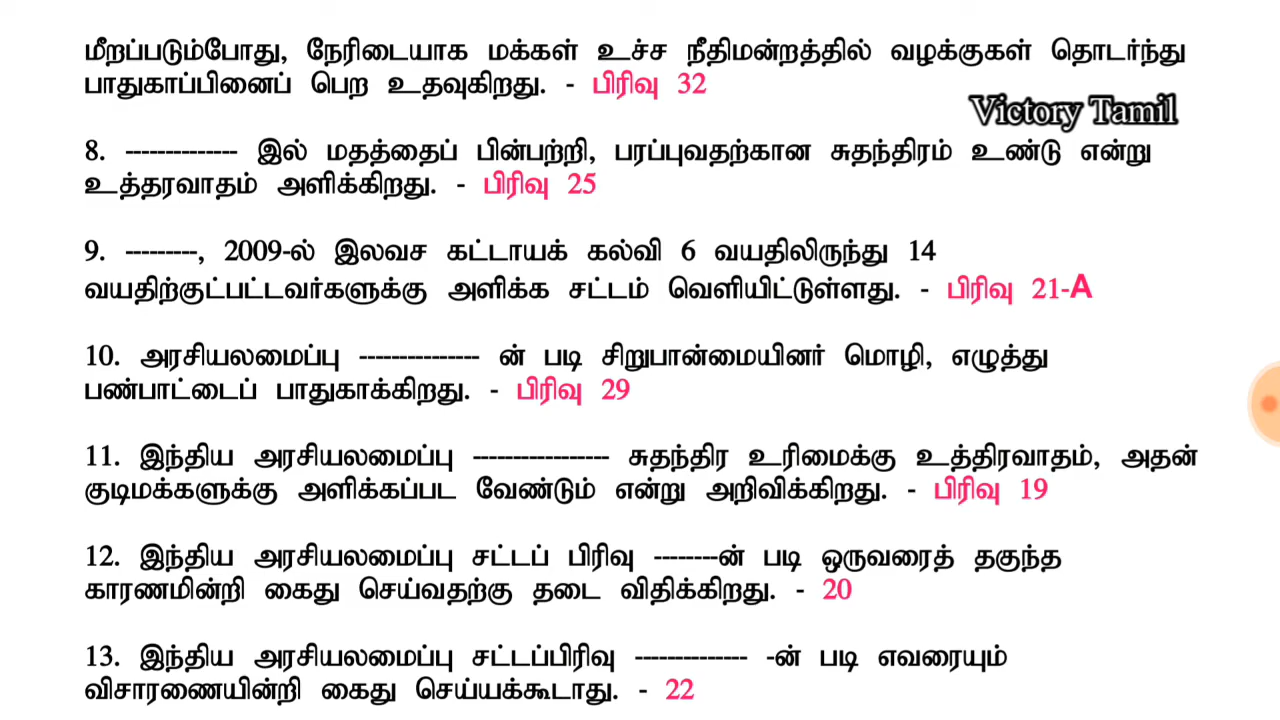 மீறப்படும்போது, நேரிடையாக மக்கள் உச்ச நீதிமன்றத்தில் வழக்குகள் தொடர்ந்து
பாதுகாப்பினைப் பெற உதவுகிறது. - பிரிவு 32
Victory Tamil
8. -------------- இல் மதத்தைப் பின்பற்றி, பரப்புவதற்கான சுதந்திரம் உண்டு என்று
உத்தரவாதம் அளிக்கிறது. - பிரிவு 25
9. ---------, 2009-ல் இலவச கட்டாயக் கல்வி 6 வயதிலிருந்து 14
வயதிற்குட்பட்டவர்களுக்கு அளிக்க சட்டம் வெளியிட்டுள்ளது. - பிரிவு 21-A
10. அரசியலமைப்பு --------------- ன் படி சிறுபான்மையினர் மொழி, எழுத்து
பண்பாட்டைப் பாதுகாக்கிறது. - பிரிவு 29
11. இந்திய அரசியலமைப்பு ----------------- சுதந்திர உரிமைக்கு உத்திரவாதம், அதன்
குடிமக்களுக்கு அளிக்கப்பட வேண்டும் என்று அறிவிக்கிறது. - பிரிவு 19
12. இந்திய அரசியலமைப்பு சட்டப் பிரிவு --------ன் படி ஒருவரைத் தகுந்த
காரணமின்றி கைது செய்வதற்கு தடை விதிக்கிறது. - 20
13. இந்திய அரசியலமைப்பு சட்டப்பிரிவு -------------- -ன் படி எவரையும்
விசாரணையின்றி கைது செய்யக்கூடாது. - 22